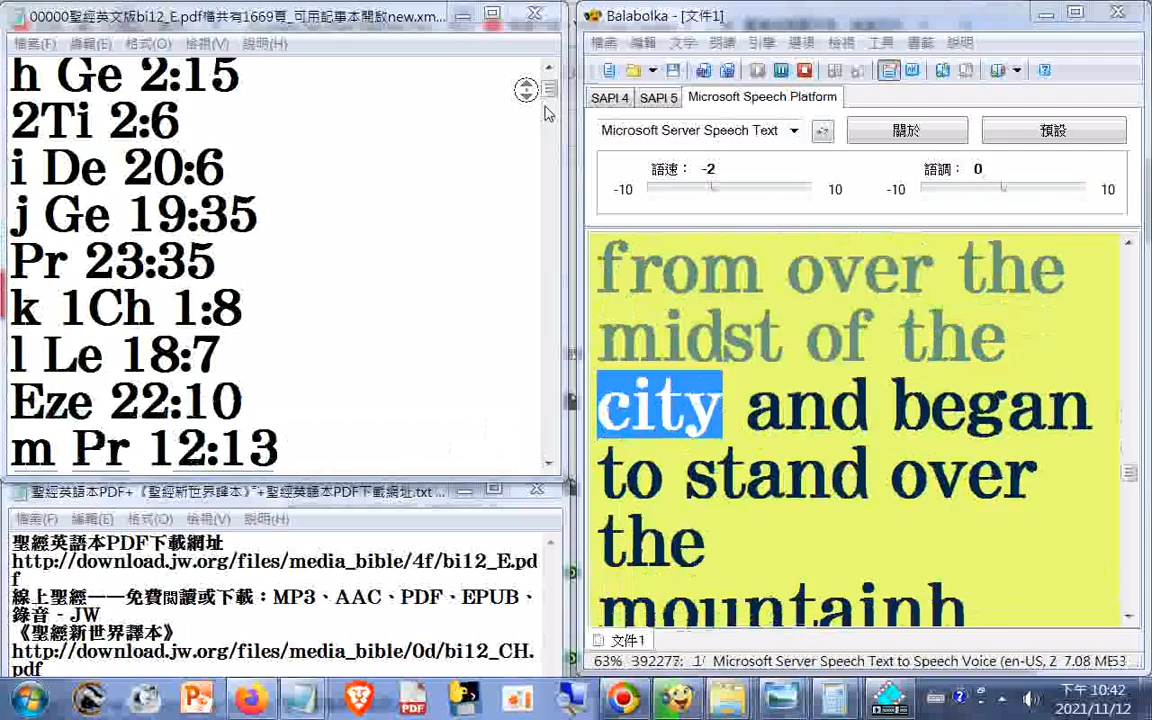 00000聖經英文版bi12_E.pdf檔共有1669頁_可用記事本開啟new.xm...
檔案(F) 編輯(E) 格式(O) 檢視(V) 說明(H)
h Ge 2:15
2Ti 2:6
i De 20:6
j Ge 19:35
Pr 23:35
k 1Ch 1:8
l Le 18:7
Eze 22:10
m Pr 12:13
聖經英語本PDF+《聖經新世界譯本》+聖經英語本PDF下載網址.txt ...
檔案(F) 編輯(E) 格式(O) 檢視(V) 說明(H)
聖經英語本PDF下載網址
http://download.jw.org/files/media_bible/4f/bi12_E.pd
f
線上聖經——免費閱讀或下載：MP3、AAC、PDF、EPUB、
錄音 - JW
《聖經新世界譯本》
http://download.jw.org/files/media_bible/0d/bi12_CH.
pdf
Balabolka - [文件1]
檔案 編輯 文字 朗讀 引擎 選項 檢視 工具 書籤 說明
SAPI 4 SAPI 5 Microsoft Speech Platform
Microsoft Server Speech Text
關於 預設
語速： -2 語調： 0
-10 10 -10 10
from over the
midst of the
city and began
to stand over
the
mountainh
文件1
63% 392277: 1/ Microsoft Server Speech Text to Speech Voice (en-US, Z 7.08 ME53
PDF
下午 10:42
2021/11/12